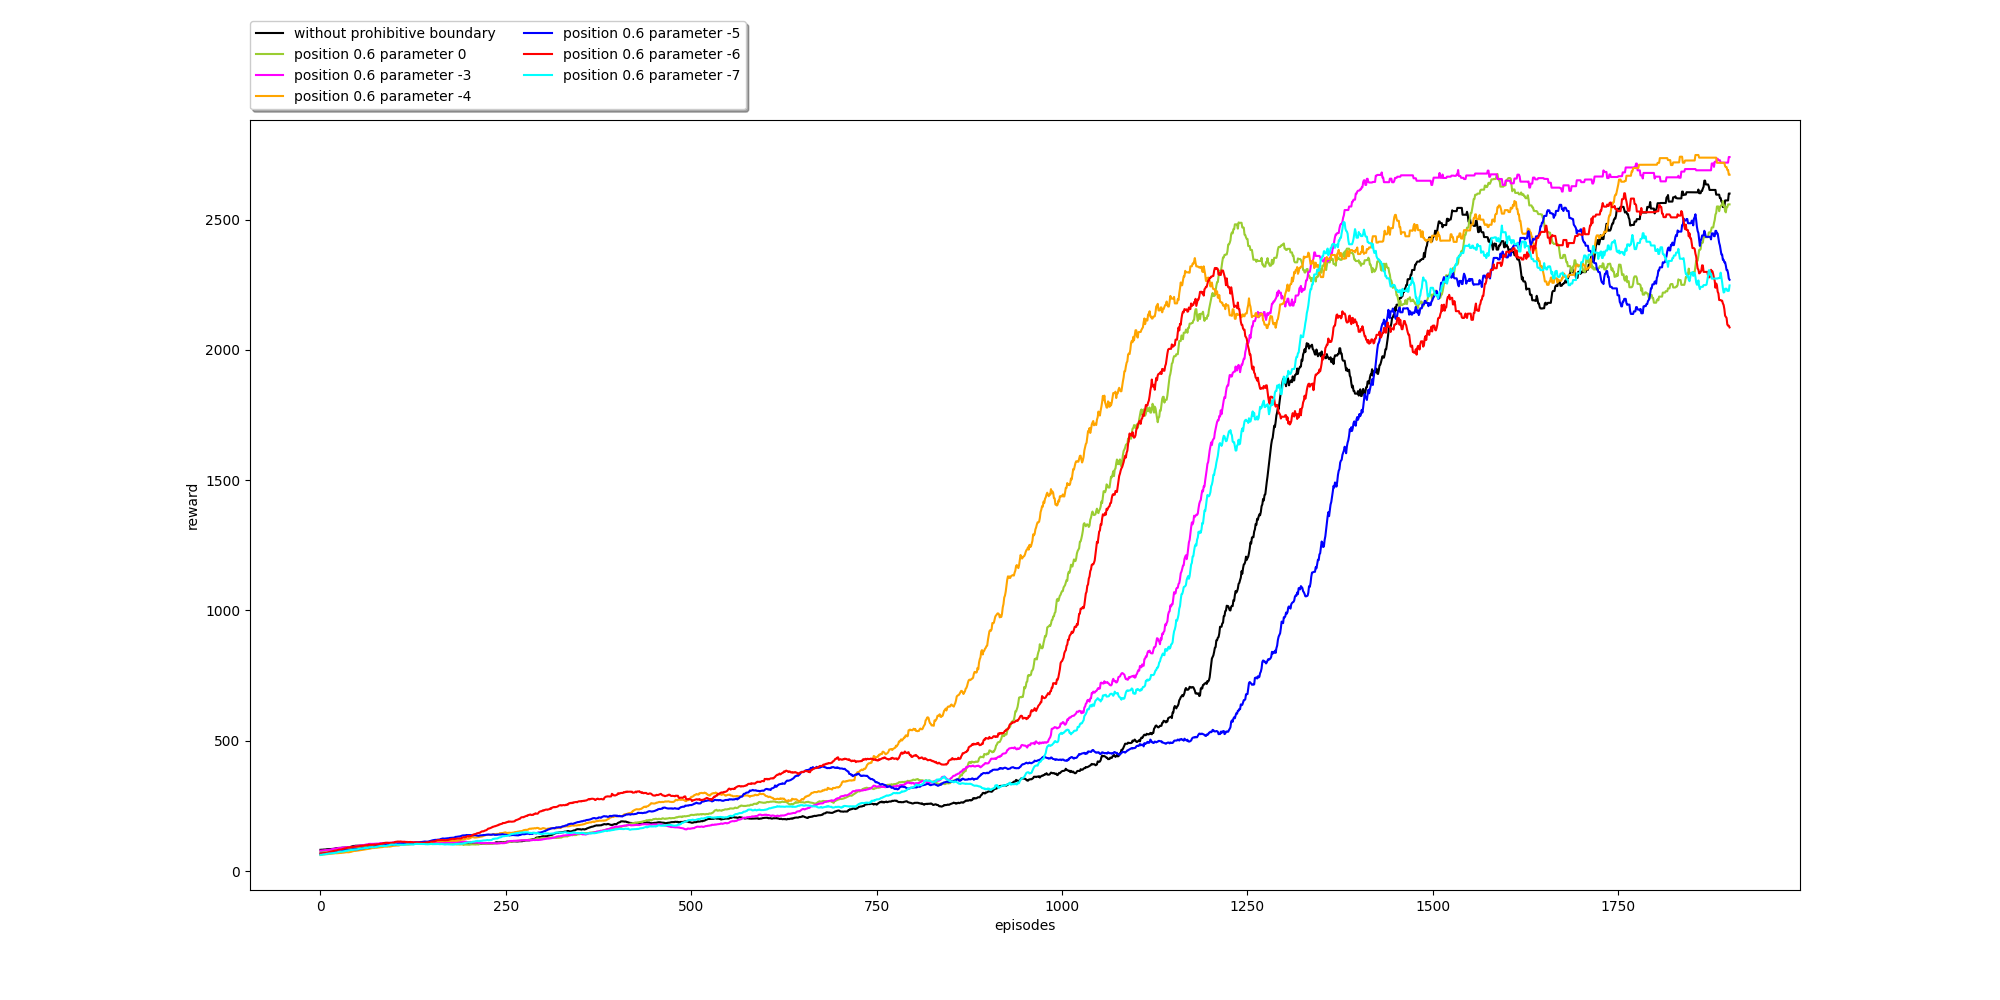 without prohibitive boundary
position 0.6 parameter 0
position 0.6 parameter -3
position 0.6 parameter -4
position 0.6 parameter -5
position 0.6 parameter -6
position 0.6 parameter -7
2500
2000
1500
1000
500
0
reward
0 250 500 750 1000 1250 1500 1750
episodes